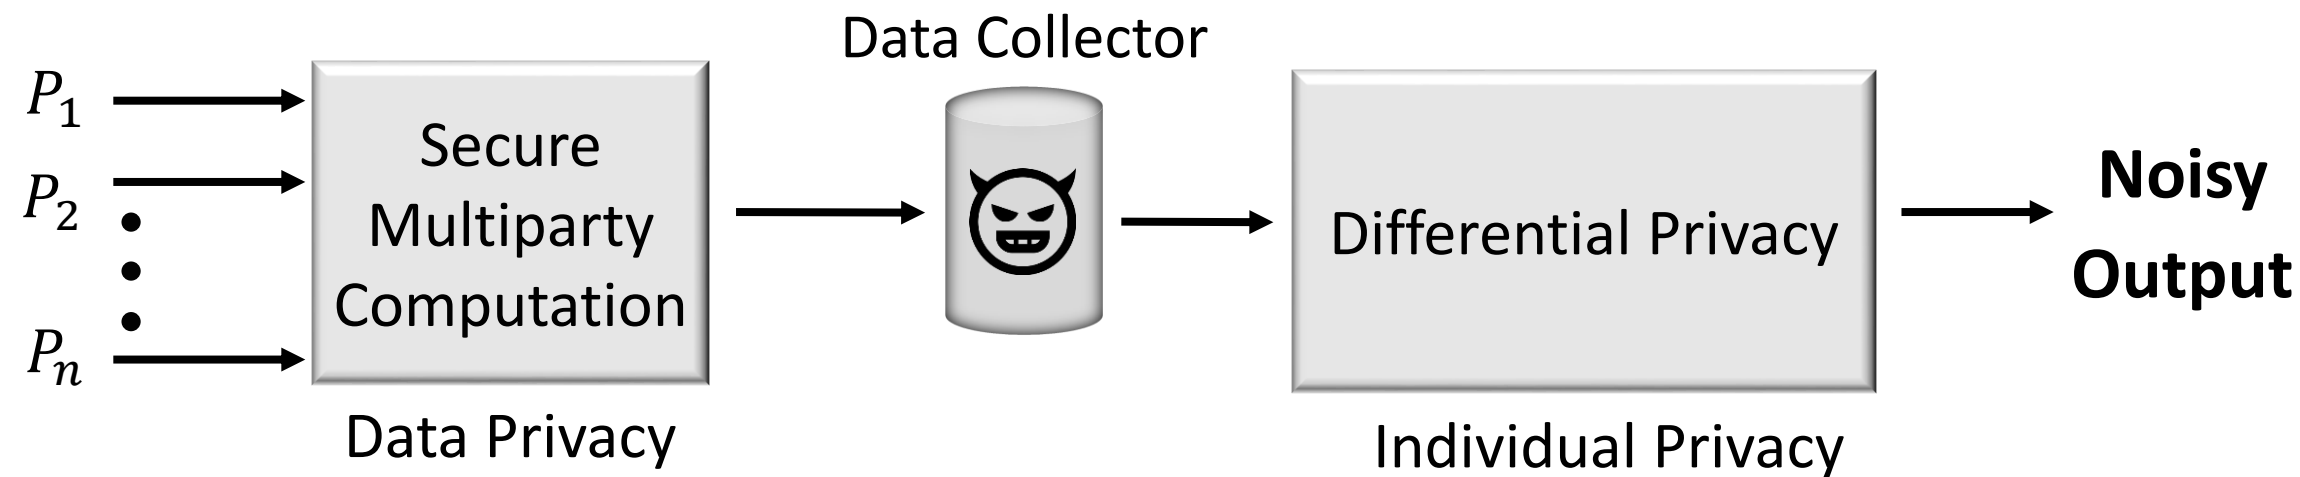 Data Collector
P₁
P₂
Pₙ
Secure
Multiparty
Computation
Data Privacy
Differential Privacy
Individual Privacy
Noisy
Output